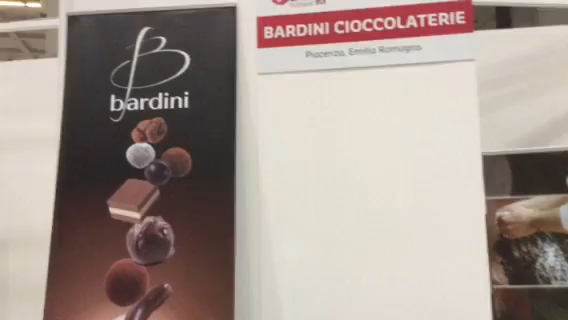 B
bardini
BARDINI CIOCCOLATERIE
Piacenza, Emilia Romagna